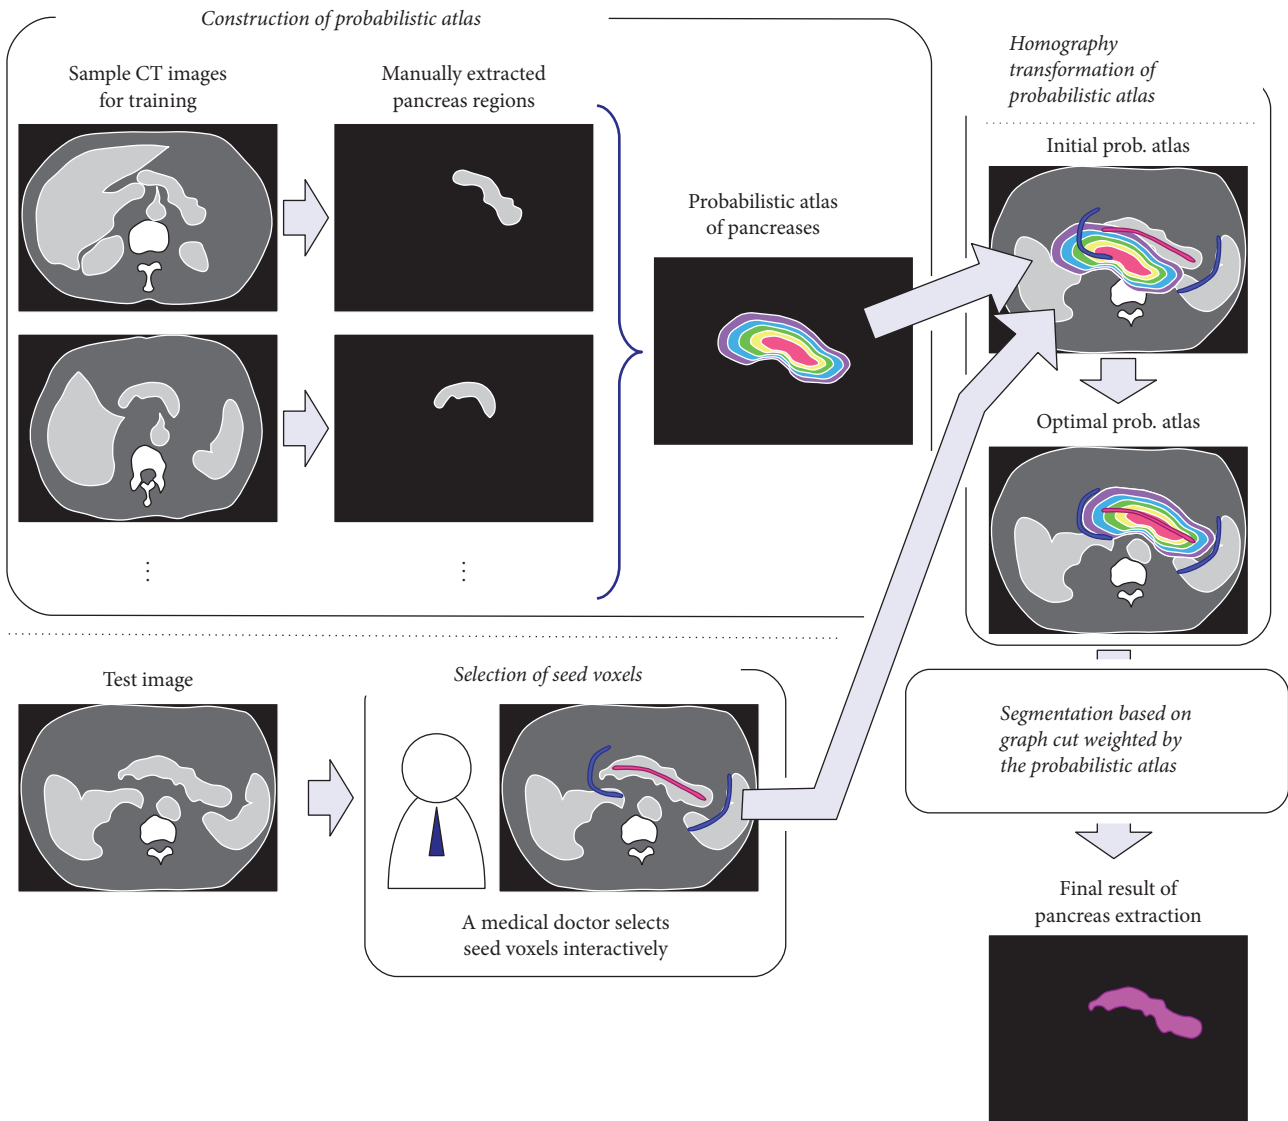 Construction of probabilistic atlas
Sample CT images
for training
Manually extracted
pancreas regions
Probabilistic atlas
of pancreases
⋮
⋮
Homography
transformation of
probabilistic atlas
Initial prob. atlas
Optimal prob. atlas
Test image
Selection of seed voxels
A medical doctor selects
seed voxels interactively
Segmentation based on
graph cut weighted by
the probabilistic atlas
Final result of
pancreas extraction